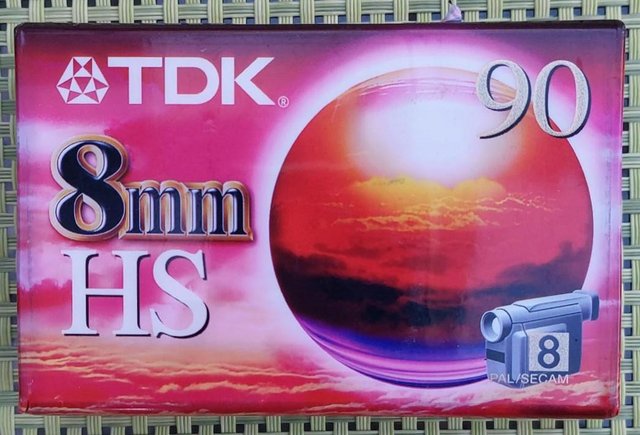 TDK®
90
8mm
HS
8
PAL/SECAM